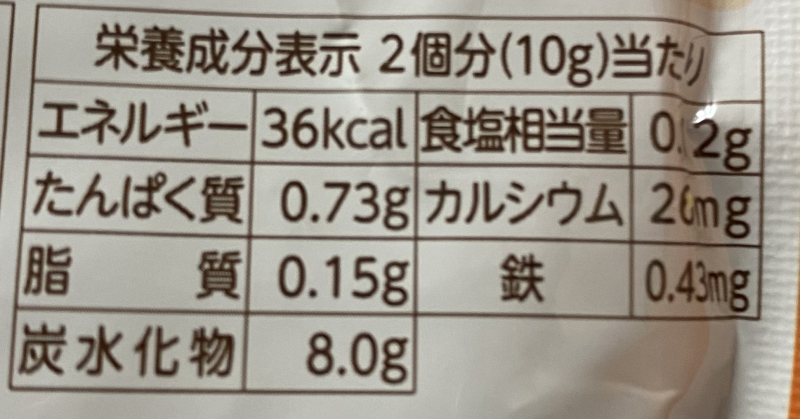 栄養成分表示 2個分(10g)当たり
エネルギー 36kcal 食塩相当量
たんぱく質 0.73g カルシウム
脂質 0.15g 鉄 0.43mg
炭水化物 8.0g